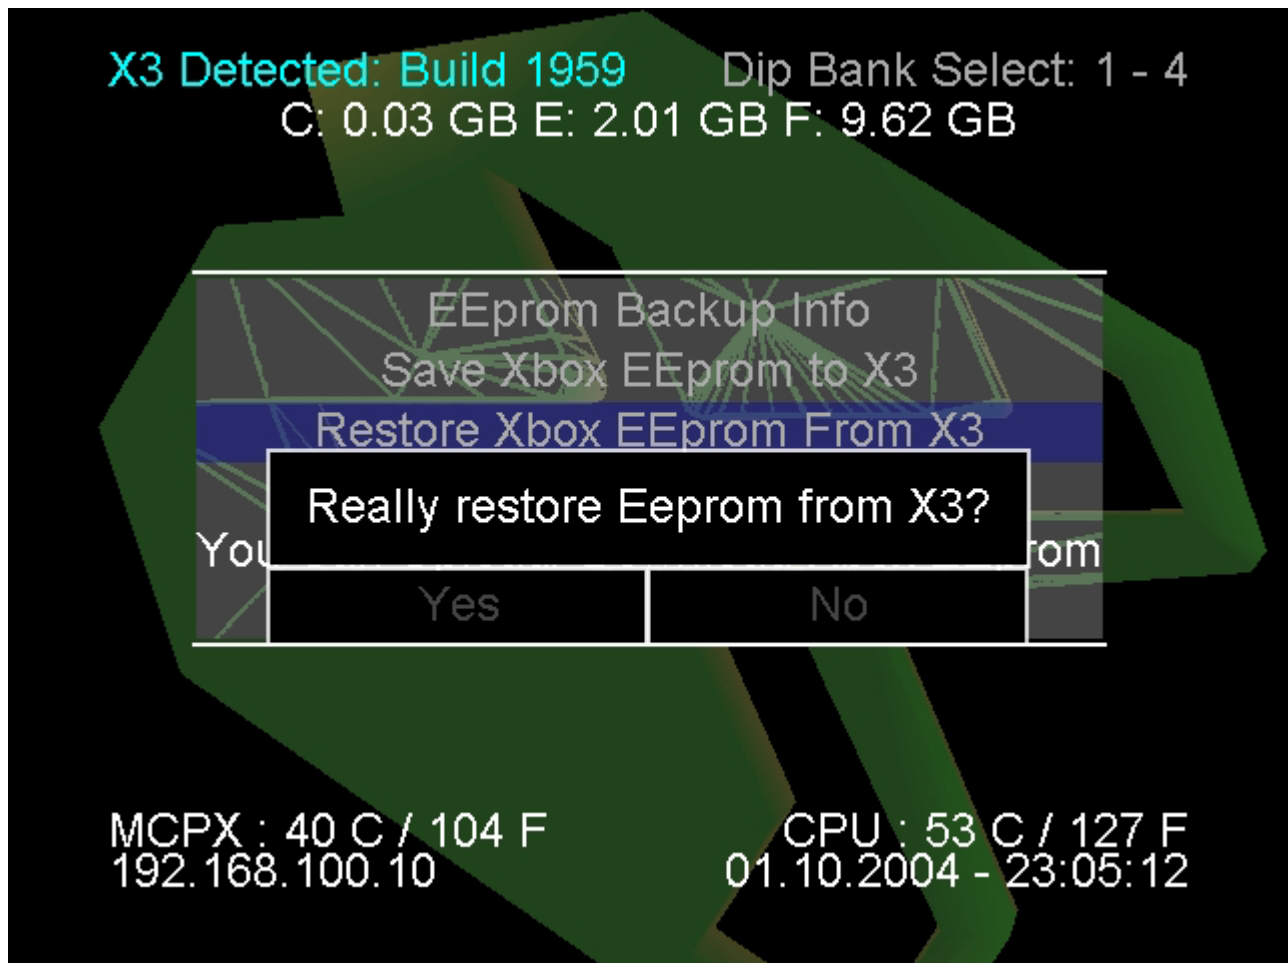 X3 Detected: Build 1959 Dip Bank Select: 1 - 4
C: 0.03 GB E: 2.01 GB F: 9.62 GB
EEprom Backup Info
Save Xbox EEprom to X3
Restore Xbox EEprom From X3
Really restore Eeprom from X3?
Yes No
MCPX : 40 C / 104 F CPU : 53 C / 127 F
192.168.100.10 01.10.2004 - 23:05:12